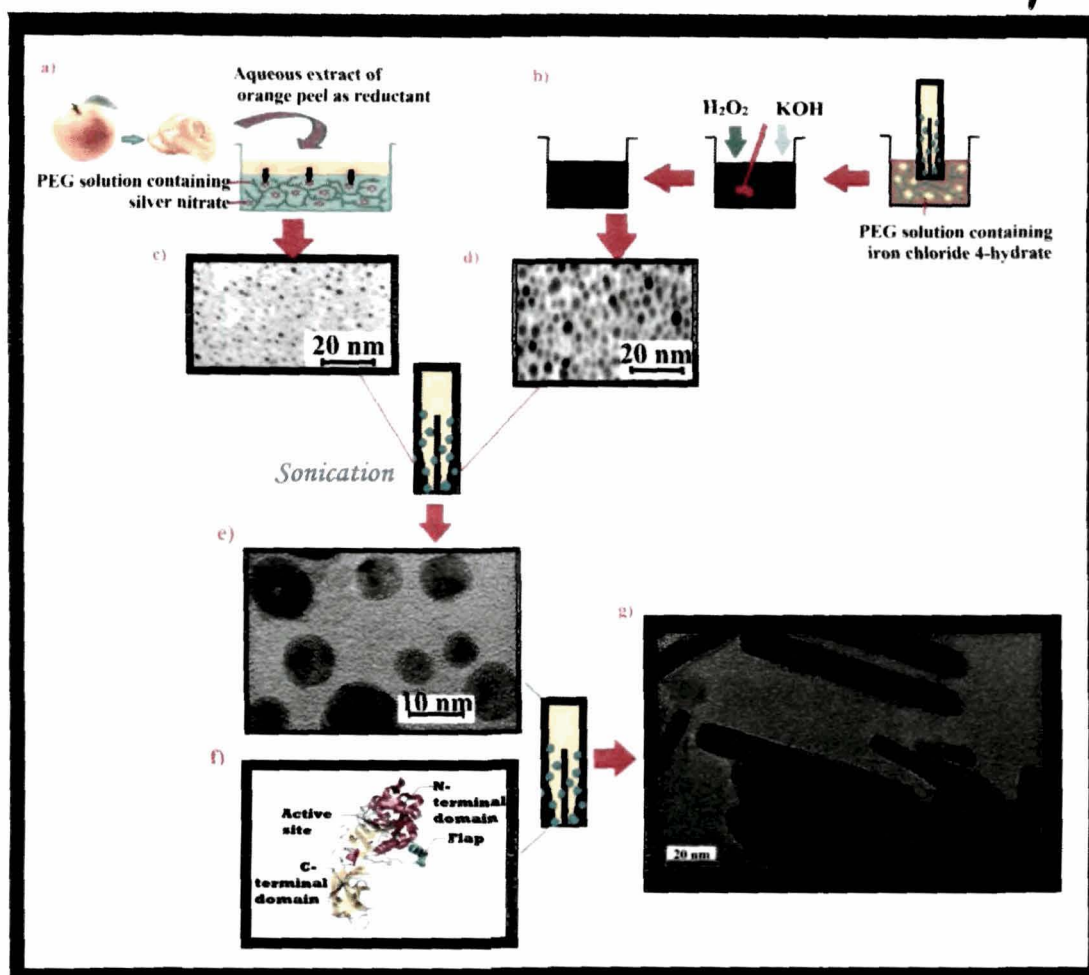 a)
Aqueous extract of
orange peel as reductant
PEG solution containing
silver nitrate
b)
H₂O₂
KOH
PEG solution containing
iron chloride 4-hydrate
c)
20 nm
d)
20 nm
Sonication
e)
10 nm
f)
N-
terminal
domain
Active
site
Flap
C-
terminal
domain
g)
20 nm